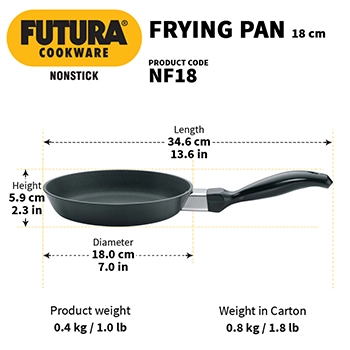 FUTURA
COOKWARE
NONSTICK
FRYING PAN 18 cm
PRODUCT CODE
NF18
Length
34.6 cm
13.6 in
Height
5.9 cm
2.3 in
Diameter
18.0 cm
7.0 in
Product weight
0.4 kg / 1.0 lb
Weight in Carton
0.8 kg / 1.8 lb